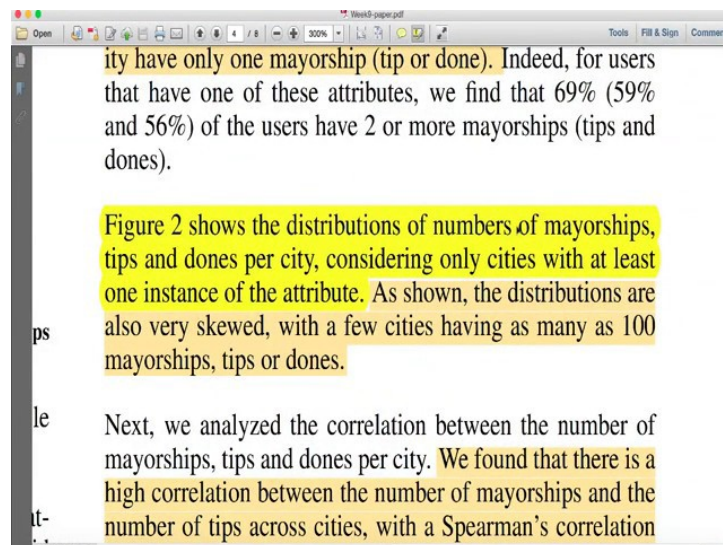 Week9-paper.pdf
Open 4 / 8 300% Tools Fill & Sign Commen
ity have only one mayorship (tip or done). Indeed, for users
that have one of these attributes, we find that 69% (59%
and 56%) of the users have 2 or more mayorships (tips and
dones).
Figure 2 shows the distributions of numbers of mayorships,
tips and dones per city, considering only cities with at least
one instance of the attribute. As shown, the distributions are
also very skewed, with a few cities having as many as 100
ps
mayorships, tips or dones.
le
Next, we analyzed the correlation between the number of
mayorships, tips and dones per city. We found that there is a
high correlation between the number of mayorships and the
it-
number of tips across cities, with a Spearman's correlation